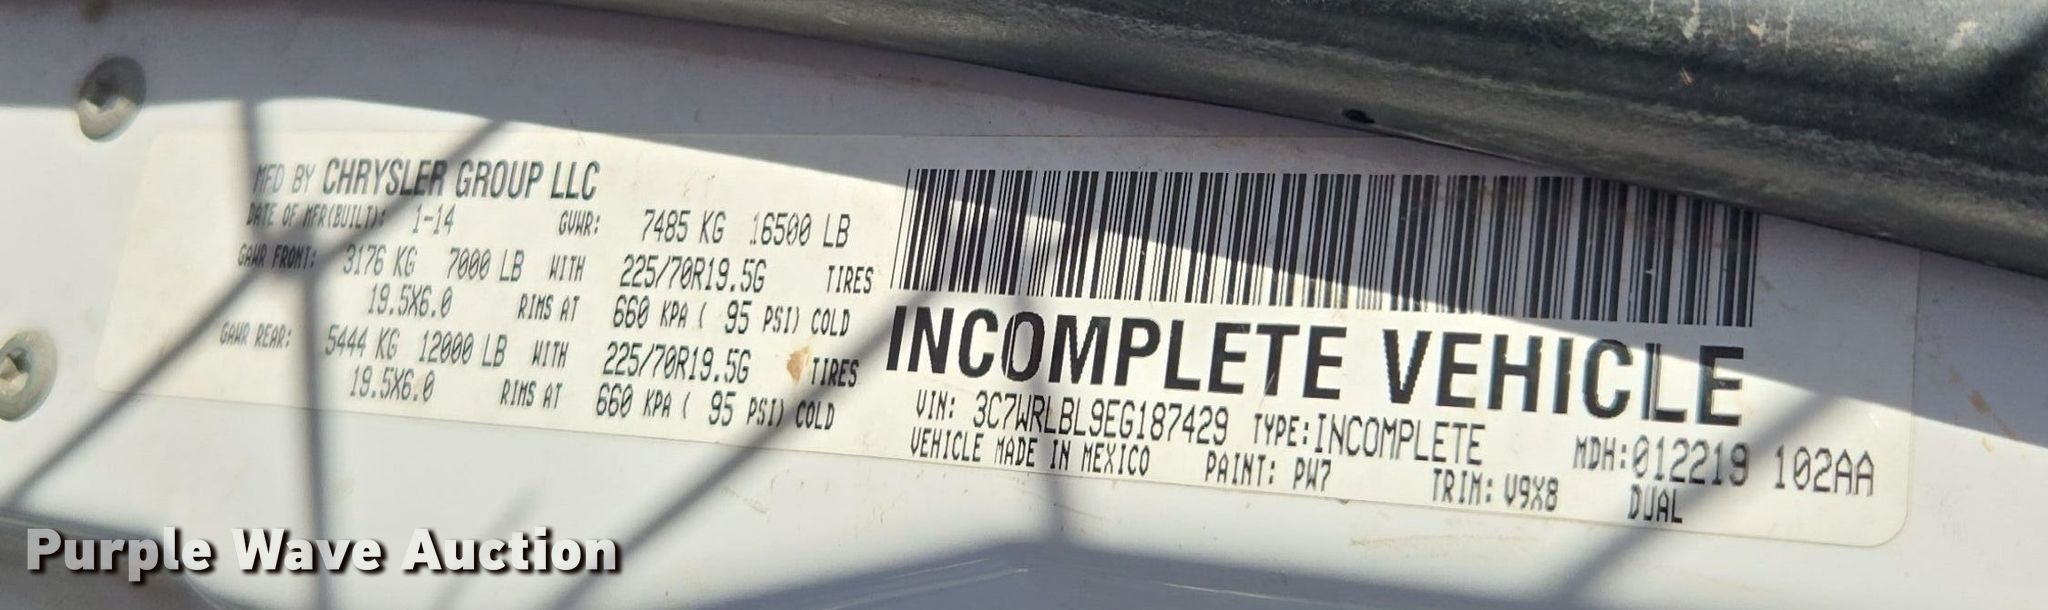 MFD BY CHRYSLER GROUP LLC
DATE OF MFR(BUILT): 1-14 GVWR: 7485 KG 16500 LB
GAWR FRONT: 3176 KG 7000 LB WITH 225/70R19.5G TIRES
19.5X6.0 RIMS AT 660 KPA ( 95 PSI) COLD
GAWR REAR: 5444 KG 12000 LB WITH 225/70R19.5G TIRES
19.5X6.0 RIMS AT 660 KPA ( 95 PSI) COLD
INCOMPLETE VEHICLE
VIN: 3C7WRLBL9EG187429 TYPE:INCOMPLETE MDH:012219 102AA
VEHICLE MADE IN MEXICO PAINT: PW7 TRIM: V9X8 DUAL
Purple Wave Auction